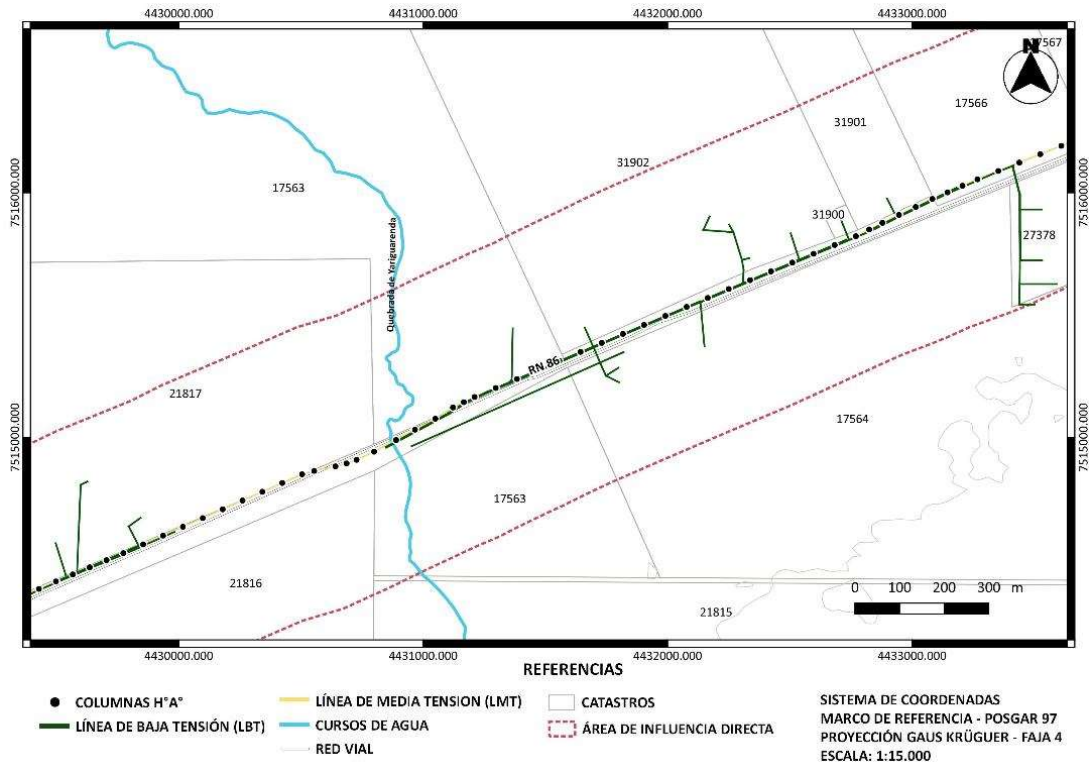 4430000.000
4431000.000
4432000.000
4433000.000
17567
N
17566
31901
31902
17563
7516000.000
7516000.000
31900
27378
Quebrada de Yariguarenda
RN.86
21817
17564
7515000.000
7515000.000
17563
21816
21815
0 100 200 300 m
4430000.000
4431000.000
4432000.000
4433000.000
REFERENCIAS
COLUMNAS H°A°
LÍNEA DE BAJA TENSIÓN (LBT)
LÍNEA DE MEDIA TENSION (LMT)
CURSOS DE AGUA
RED VIAL
CATASTROS
ÁREA DE INFLUENCIA DIRECTA
SISTEMA DE COORDENADAS
MARCO DE REFERENCIA - POSGAR 97
PROYECCIÓN GAUS KRÜGUER - FAJA 4
ESCALA: 1:15.000